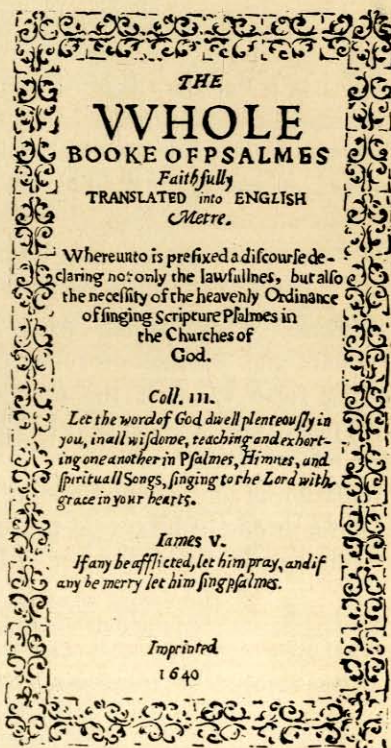 THE
VVHOLE
BOOKE OF PSALMES
Faithfully
TRANSLATED into ENGLISH
Metre.
Whereunto is prefixed a discourse de-
claring not only the lawfullnes, but also
the necessity of the heavenly Ordinance
of singing Scripture Psalmes in
the Churches of
God.
Coll. III.
Let the word of God dwell plenteously in
you, in all wisdome, teaching and exhort-
ing one another in Psalmes, Himnes, and
spirituall Songs, singing to the Lord with
grace in your hearts.
Iames V.
If any be afflicted, let him pray, and if
any be merry let him sing psalmes.
Imprinted
1640